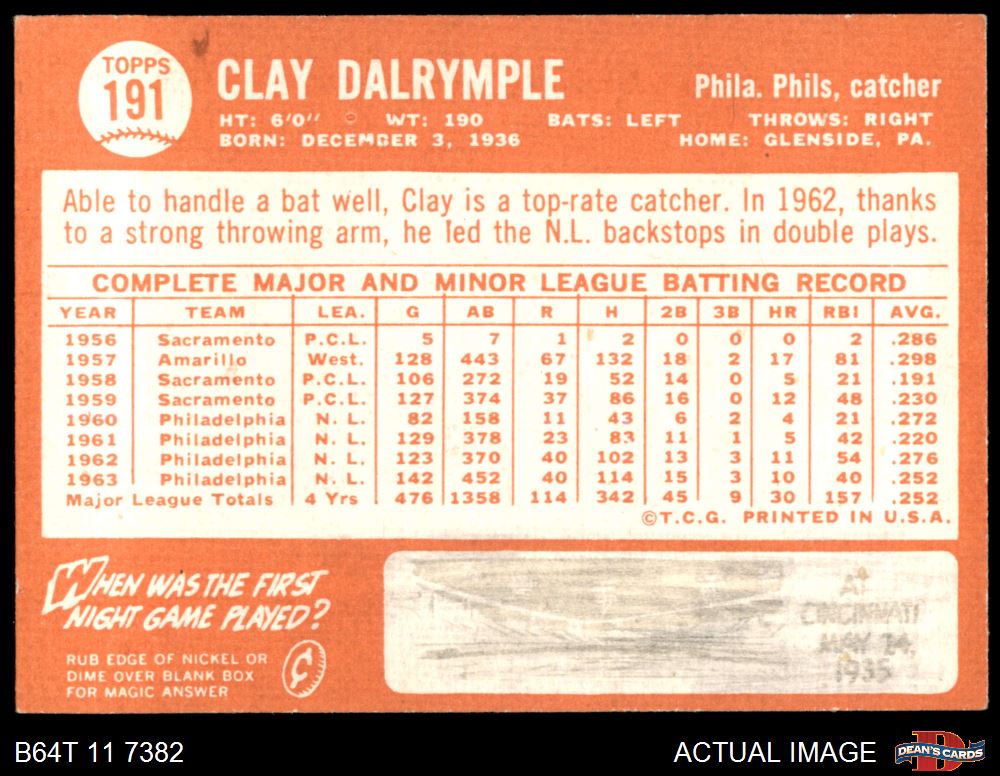 TOPPS
191
CLAY DALRYMPLE
Phila. Phils, catcher
HT: 6'0" WT: 190 BATS: LEFT THROWS: RIGHT
BORN: DECEMBER 3, 1936 HOME: GLENSIDE, PA.
Able to handle a bat well, Clay is a top-rate catcher. In 1962, thanks
to a strong throwing arm, he led the N.L. backstops in double plays.
COMPLETE MAJOR AND MINOR LEAGUE BATTING RECORD
YEAR TEAM LEA. G AB R H 2B 3B HR RBI AVG.
1956 Sacramento P.C.L. 5 7 1 2 0 0 0 2 .286
1957 Amarillo West. 128 443 67 132 18 2 17 81 .298
1958 Sacramento P.C.L. 106 272 19 52 14 0 5 21 .191
1959 Sacramento P.C.L. 127 374 37 86 16 0 12 48 .230
1960 Philadelphia N. L. 82 158 11 43 6 2 4 21 .272
1961 Philadelphia N. L. 129 378 23 83 11 1 5 42 .220
1962 Philadelphia N. L. 123 370 40 102 13 3 11 54 .276
1963 Philadelphia N. L. 142 452 40 114 15 3 10 40 .252
Major League Totals 4 Yrs 476 1358 114 342 45 9 30 157 .252
©T.C.G. PRINTED IN U.S.A.
WHEN WAS THE FIRST
NIGHT GAME PLAYED?
RUB EDGE OF NICKEL OR
DIME OVER BLANK BOX
FOR MAGIC ANSWER
¢
AT
CINCINNATI
MAY 24,
1935
B64T 11 7382
ACTUAL IMAGE
D
DEAN'S CARDS